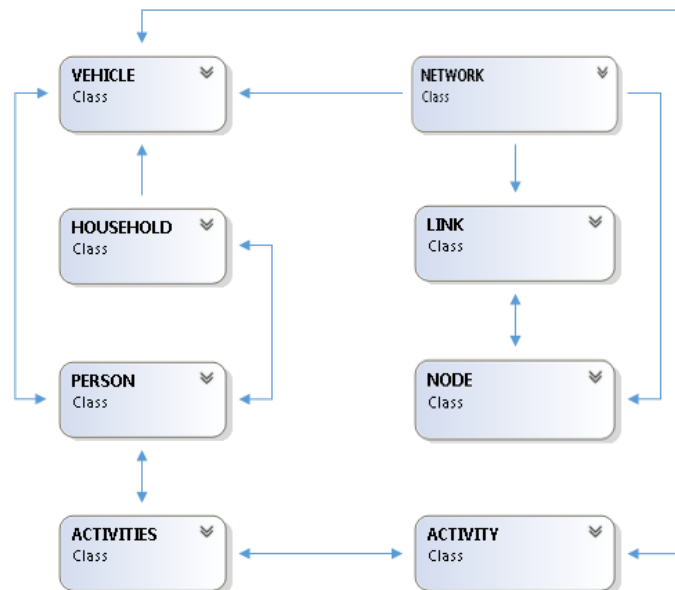 VEHICLE
Class
NETWORK
Class
HOUSEHOLD
Class
LINK
Class
PERSON
Class
NODE
Class
ACTIVITIES
Class
ACTIVITY
Class